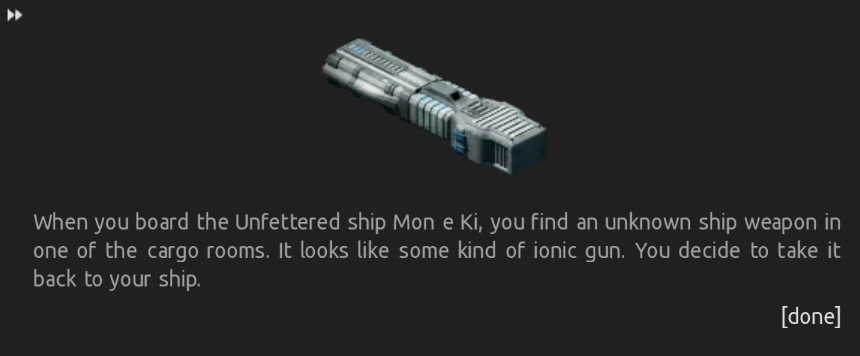 When you board the Unfettered ship Mon e Ki, you find an unknown ship weapon in
one of the cargo rooms. It looks like some kind of ionic gun. You decide to take it
back to your ship.
[done]